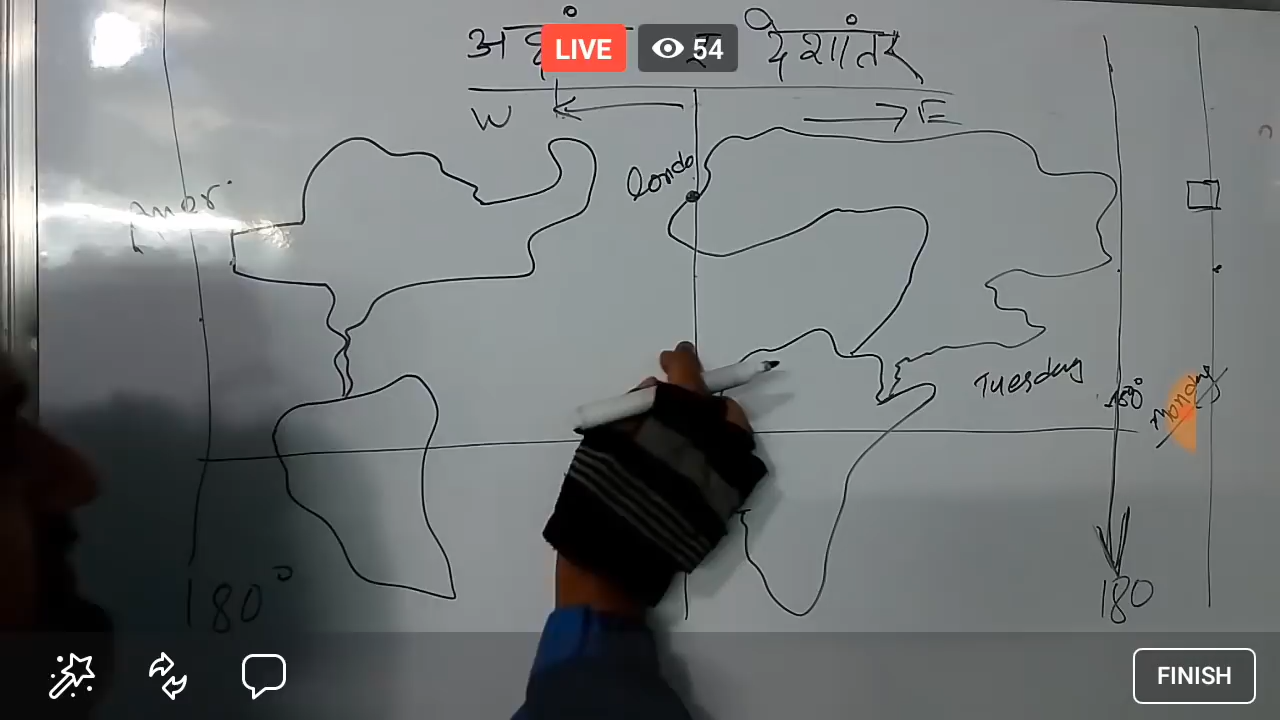 LIVE 54
देशांतर
W E
londo
Amer.
Tuesday
180°
monday
180°
180
FINISH